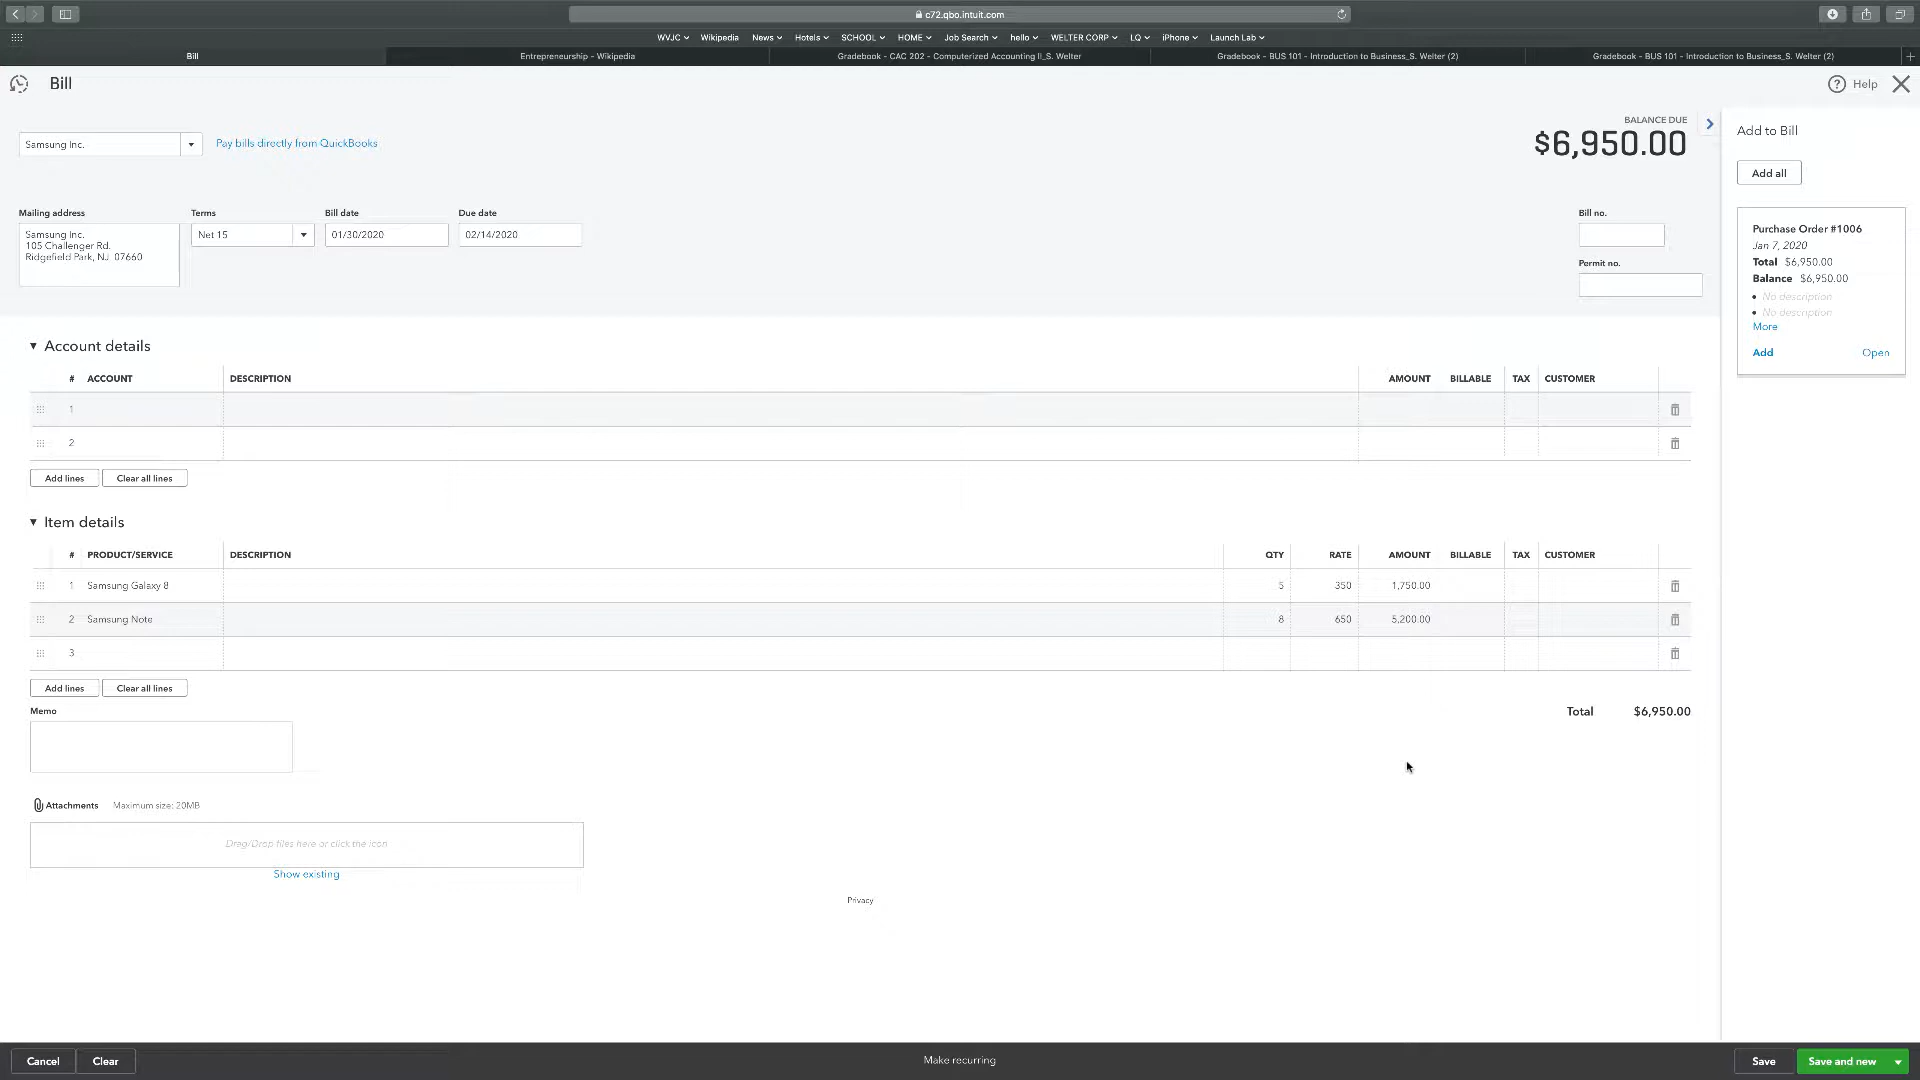 c72.qbo.intuit.com
WVJC Wikipedia News Hotels SCHOOL HOME Job Search hello WELTER CORP LQ iPhone Launch Lab
Bill Entrepreneurship - Wikipedia Gradebook - CAC 202 - Computerized Accounting II_S. Welter Gradebook - BUS 101 - Introduction to Business_S. Welter (2) Gradebook - BUS 101 - Introduction to Business_S. Welter (2)
Bill
? Help
Samsung Inc.
Pay bills directly from QuickBooks
BALANCE DUE
$6,950.00
Mailing address
Samsung Inc.
105 Challenger Rd.
Ridgefield Park, NJ 07660
Terms
Net 15
Bill date
01/30/2020
Due date
02/14/2020
Bill no.
Permit no.
Account details
# ACCOUNT DESCRIPTION AMOUNT BILLABLE TAX CUSTOMER
1
2
Add lines Clear all lines
Item details
# PRODUCT/SERVICE DESCRIPTION QTY RATE AMOUNT BILLABLE TAX CUSTOMER
1 Samsung Galaxy 8 5 350 1,750.00
2 Samsung Note 8 650 5,200.00
3
Add lines Clear all lines
Memo
Total $6,950.00
Attachments Maximum size: 20MB
Drag/Drop files here or click the icon
Show existing
Privacy
Add to Bill
Add all
Purchase Order #1006
Jan 7, 2020
Total $6,950.00
Balance $6,950.00
• No description
• No description
More
Add Open
Cancel Clear Make recurring Save Save and new